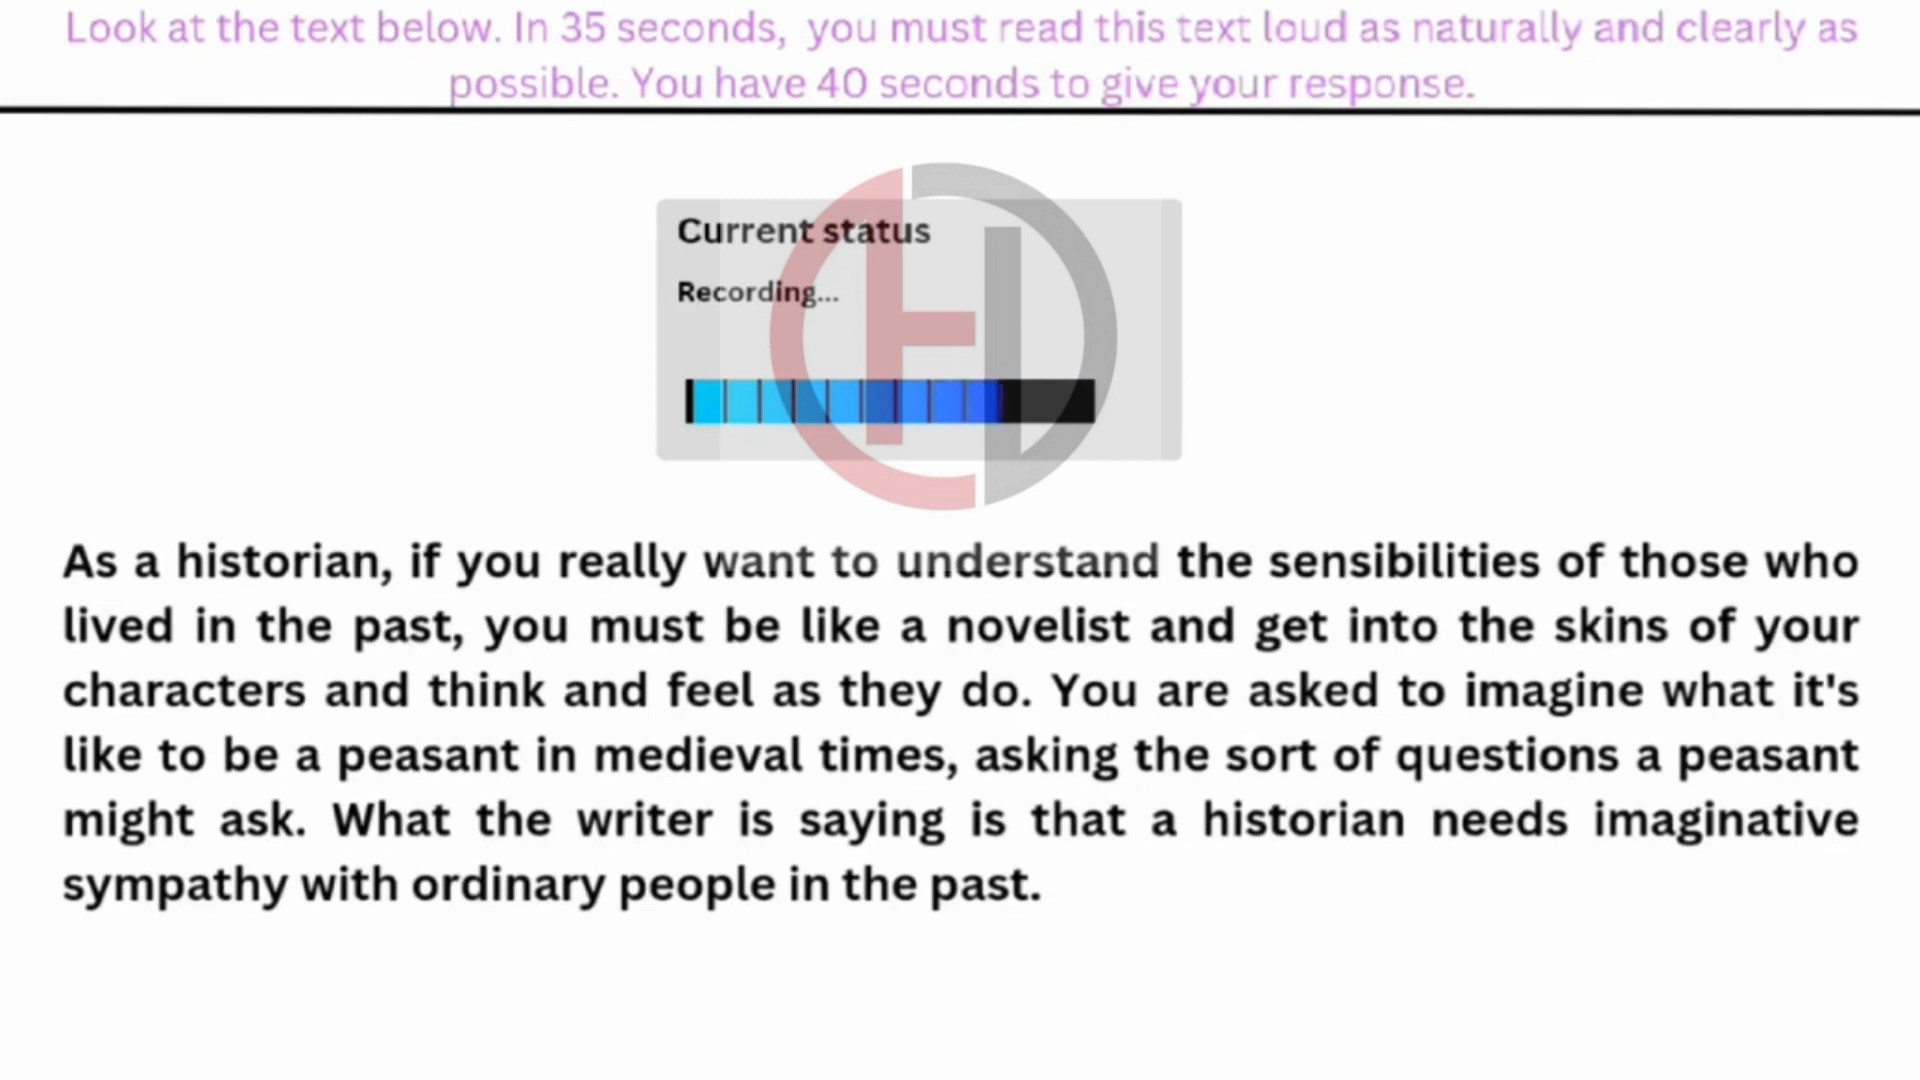 Look at the text below. In 35 seconds, you must read this text loud as naturally and clearly as
possible. You have 40 seconds to give your response.
Current status
Recording...
As a historian, if you really want to understand the sensibilities of those who
lived in the past, you must be like a novelist and get into the skins of your
characters and think and feel as they do. You are asked to imagine what it's
like to be a peasant in medieval times, asking the sort of questions a peasant
might ask. What the writer is saying is that a historian needs imaginative
sympathy with ordinary people in the past.